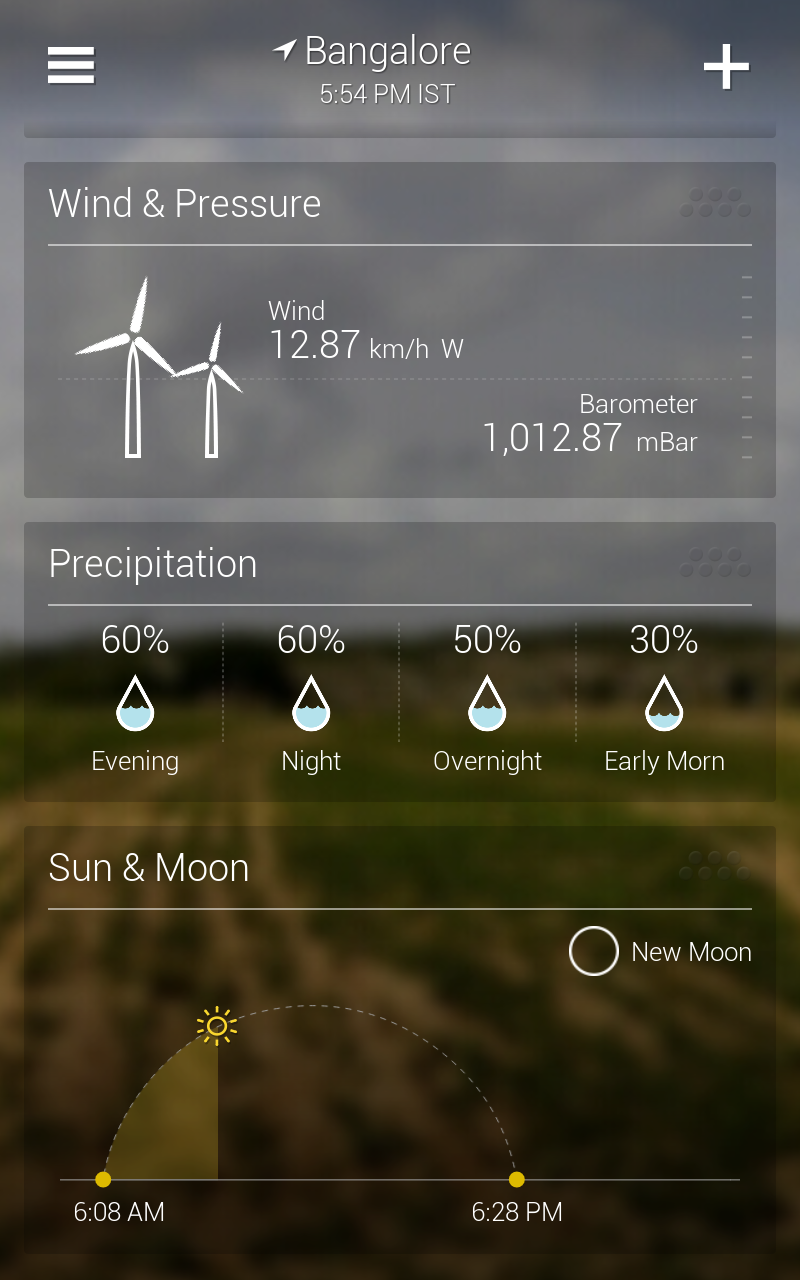 Bangalore
5:54 PM IST
Wind & Pressure
Wind
12.87 km/h W
Barometer
1,012.87 mBar
Precipitation
60% 60% 50% 30%
Evening Night Overnight Early Morn
Sun & Moon
New Moon
6:08 AM 6:28 PM